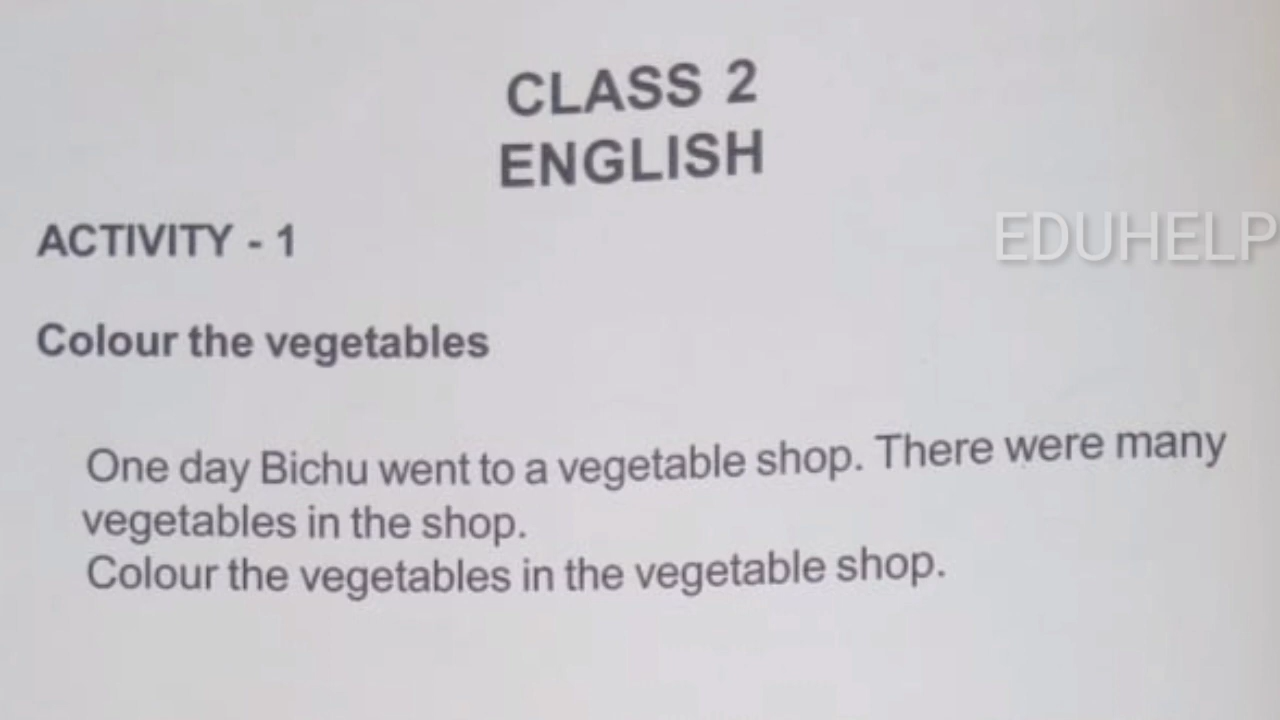 CLASS 2
ENGLISH
ACTIVITY - 1
EDUHELP
Colour the vegetables
One day Bichu went to a vegetable shop. There were many
vegetables in the shop.
Colour the vegetables in the vegetable shop.